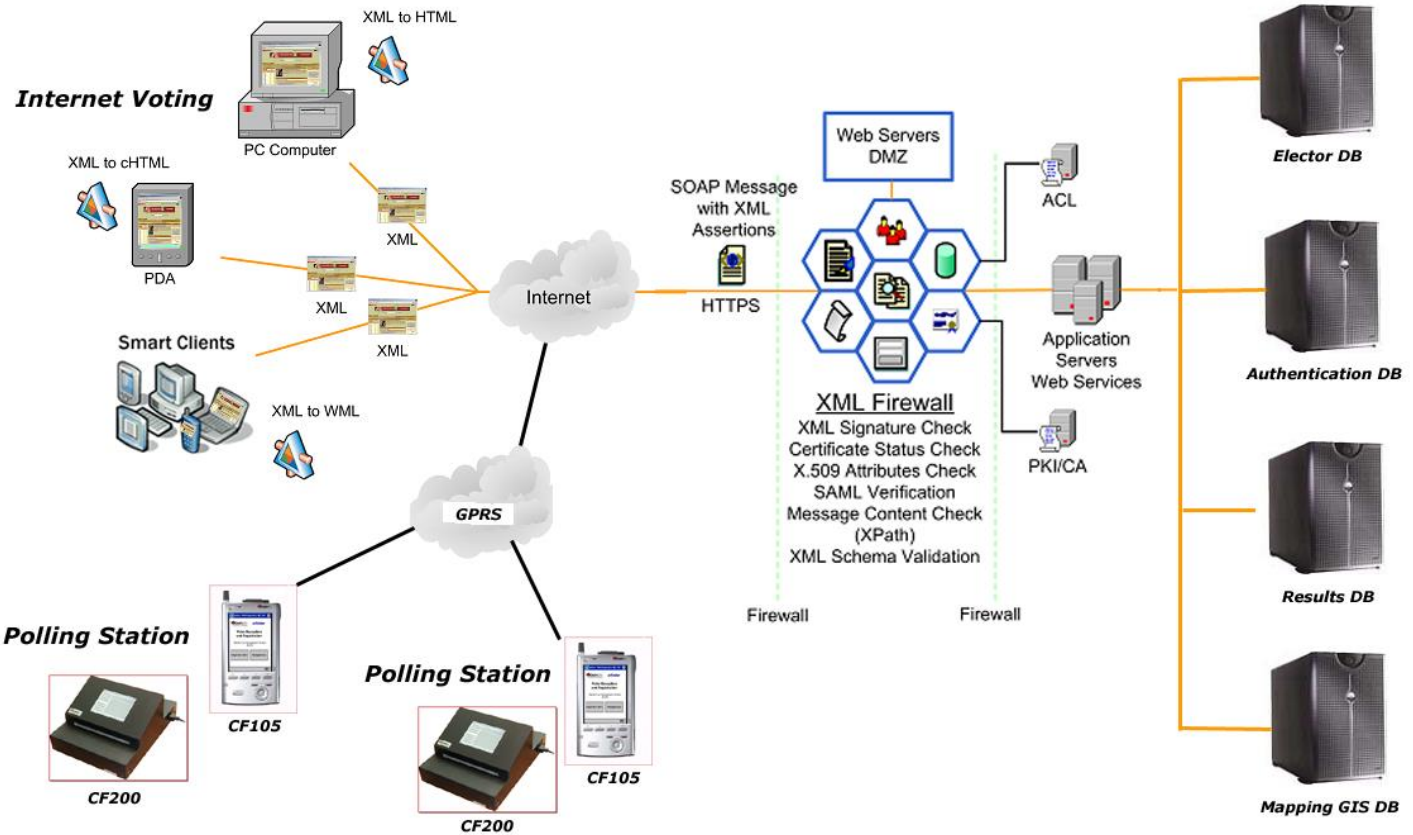 XML to HTML
Internet Voting
PC Computer
XML to cHTML
PDA
XML
XML
XML
Smart Clients
XML to WML
Internet
GPRS
Polling Station
CF105
CF200
Polling Station
CF105
CF200
SOAP Message
with XML
Assertions
HTTPS
Web Servers
DMZ
XML Firewall
XML Signature Check
Certificate Status Check
X.509 Attributes Check
SAML Verification
Message Content Check
(XPath)
XML Schema Validation
Firewall
Firewall
ACL
Application
Servers
Web Services
PKI/CA
Elector DB
Authentication DB
Results DB
Mapping GIS DB